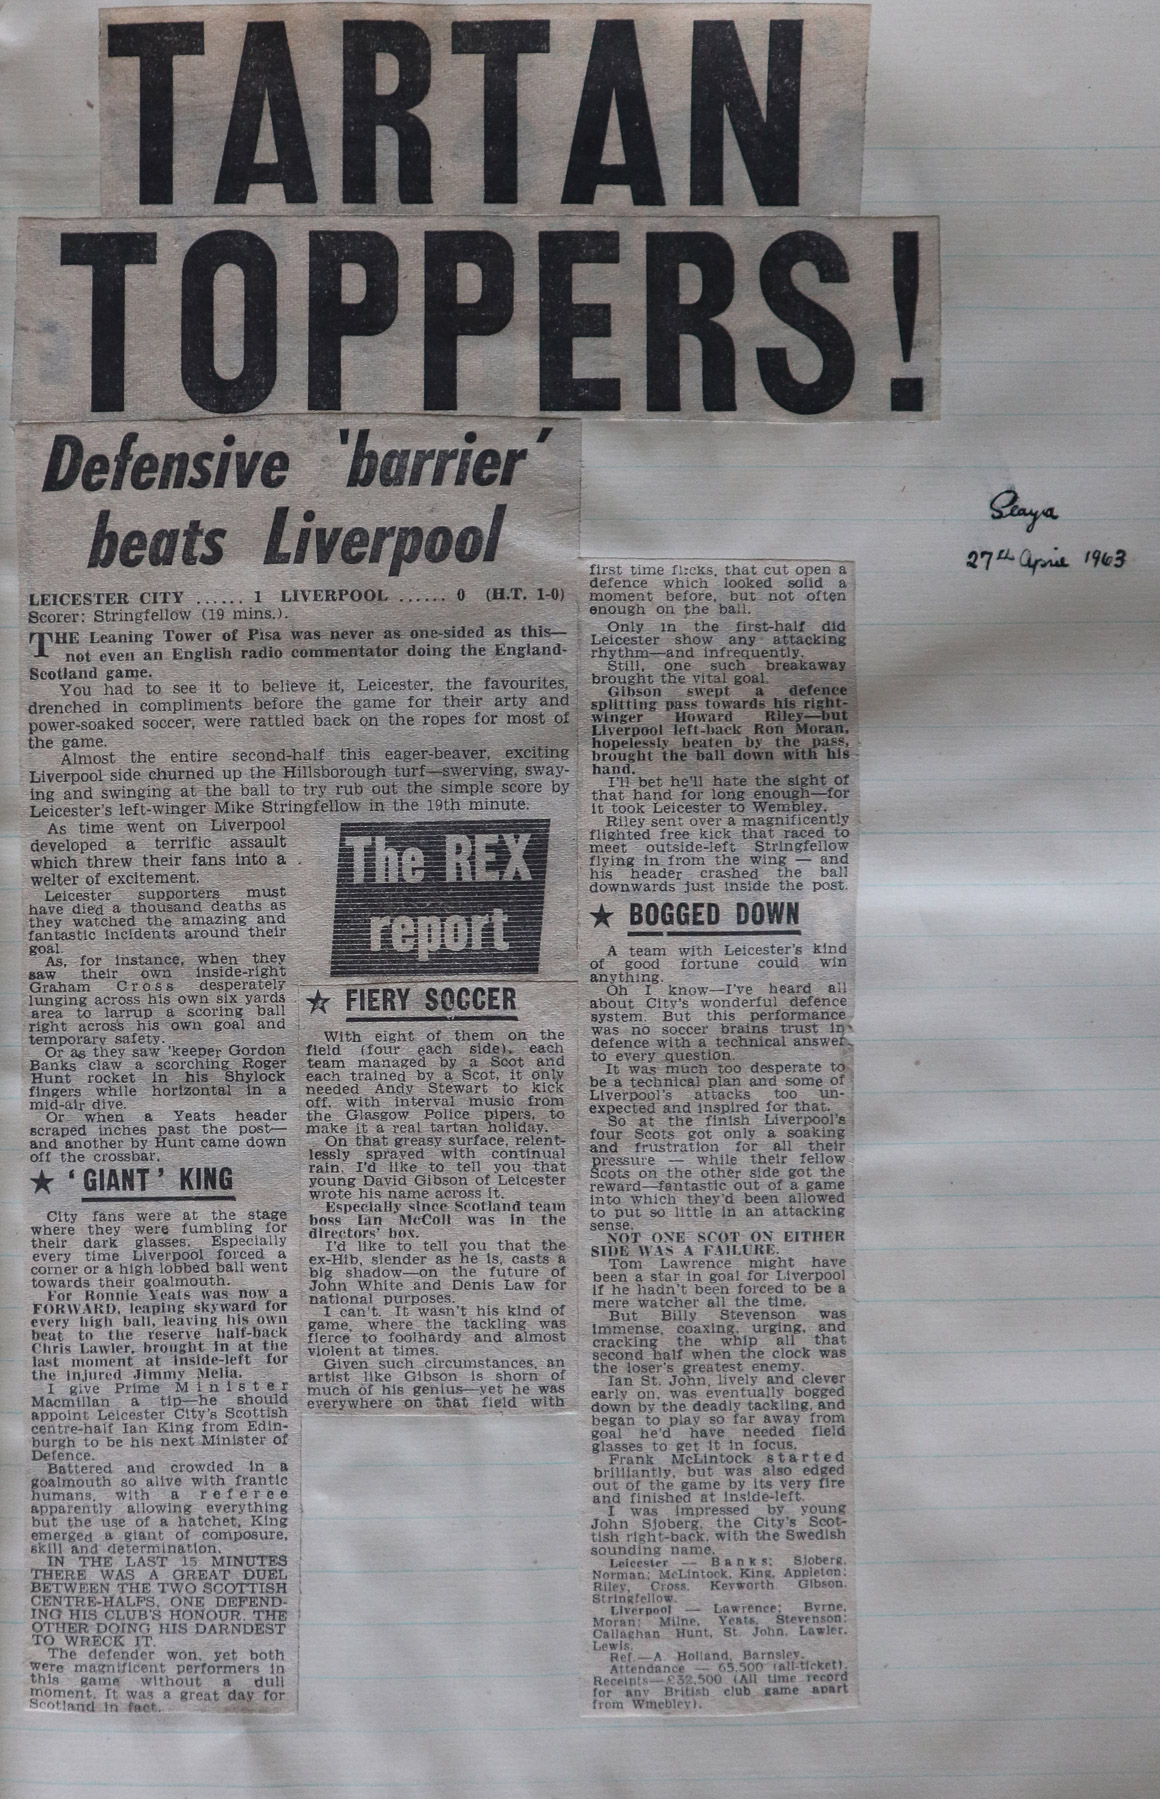 TARTAN
TOPPERS!
Defensive 'barrier'
beats Liverpool
LEICESTER CITY ...... 1 LIVERPOOL ...... 0 (H.T. 1-0)
Scorer: Stringfellow (19 mins.).
THE Leaning Tower of Pisa was never as one-sided as this—
not even an English radio commentator doing the England-
Scotland game.
You had to see it to believe it, Leicester, the favourites,
drenched in compliments before the game for their arty and
power-soaked soccer, were rattled back on the ropes for most of
the game.
Almost the entire second-half this eager-beaver, exciting
Liverpool side churned up the Hillsborough turf—swerving, sway-
ing and swinging at the ball to try rub out the simple score by
Leicester's left-winger Mike Stringfellow in the 19th minute.
As time went on Liverpool
developed a terrific assault
which threw their fans into a
welter of excitement.
Leicester supporters must
have died a thousand deaths as
they watched the amazing and
fantastic incidents around their
goal.
As, for instance, when they
saw their own inside-right
Graham Cross desperately
lunging across his own six yards
area to larrup a scoring ball
right across his own goal and
temporary safety.
Or as they saw 'keeper Gordon
Banks claw a scorching Roger
Hunt rocket in his Shylock
fingers while horizontal in a
mid-air dive.
Or when a Yeats header
scraped inches past the post—
and another by Hunt came down
off the crossbar.
★ 'GIANT' KING
City fans were at the stage
where they were fumbling for
their dark glasses. Especially
every time Liverpool forced a
corner or a high lobbed ball went
towards their goalmouth.
For Ronnie Yeats was now a
FORWARD, leaping skyward for
every high ball, leaving his own
beat to the reserve half-back
Chris Lawler, brought in at the
last moment at inside-left for
the injured Jimmy Melia.
I give Prime Minister
Macmillan a tip—he should
appoint Leicester City's Scottish
centre-half Ian King from Edin-
burgh to be his next Minister of
Defence.
Battered and crowded in a
goalmouth so alive with frantic
humans, with a referee
apparently allowing everything
but the use of a hatchet, King
emerged a giant of composure,
skill and determination.
IN THE LAST 15 MINUTES
THERE WAS A GREAT DUEL
BETWEEN THE TWO SCOTTISH
CENTRE-HALFS, ONE DEFEND-
ING HIS CLUB'S HONOUR, THE
OTHER DOING HIS DARNDEST
TO WRECK IT.
The defender won, yet both
were magnificent performers in
this game without a dull
moment. It was a great day for
Scotland in fact.
The REX
report
★ FIERY SOCCER
With eight of them on the
field (four each side), each
team managed by a Scot and
each trained by a Scot, it only
needed Andy Stewart to kick
off, with interval music from
the Glasgow Police pipers, to
make it a real tartan holiday.
On that greasy surface, relent-
lessly sprayed with continual
rain, I'd like to tell you that
young David Gibson of Leicester
wrote his name across it.
Especially since Scotland team
boss Ian McColl was in the
directors' box.
I'd like to tell you that the
ex-Hib, slender as he is, casts a
big shadow—on the future of
John White and Denis Law for
national purposes.
I can't. It wasn't his kind of
game, where the tackling was
fierce to foolhardy and almost
violent at times.
Given such circumstances, an
artist like Gibson is shorn of
much of his genius—yet he was
everywhere on that field with
first time flicks, that cut open a
defence which looked solid a
moment before, but not often
enough on the ball.
Only in the first-half did
Leicester show any attacking
rhythm—and infrequently.
Still, one such breakaway
brought the vital goal.
Gibson swept a defence
splitting pass towards his right-
winger Howard Riley—but
Liverpool left-back Ron Moran,
hopelessly beaten by the pass,
brought the ball down with his
hand.
I'll bet he'll hate the sight of
that hand for long enough—for
it took Leicester to Wembley.
Riley sent over a magnificently
flighted free kick that raced to
meet outside-left Stringfellow
flying in from the wing — and
his header crashed the ball
downwards just inside the post.
★ BOGGED DOWN
A team with Leicester's kind
of good fortune could win
anything.
Oh I know—I've heard all
about City's wonderful defence
system. But this performance
was no soccer brains trust in
defence with a technical answer
to every question.
It was much too desperate to
be a technical plan and some of
Liverpool's attacks too un-
expected and inspired for that.
So at the finish Liverpool's
four Scots got only a soaking
and frustration for all their
pressure — while their fellow
Scots on the other side got the
reward—fantastic out of a game
into which they'd been allowed
to put so little in an attacking
sense.
NOT ONE SCOT ON EITHER
SIDE WAS A FAILURE.
Tom Lawrence might have
been a star in goal for Liverpool
if he hadn't been forced to be a
mere watcher all the time.
But Billy Stevenson was
immense, coaxing, urging, and
cracking the whip all that
second half when the clock was
the loser's greatest enemy.
Ian St. John, lively and clever
early on, was eventually bogged
down by the deadly tackling, and
began to play so far away from
goal he'd have needed field
glasses to get it in focus.
Frank McLintock started
brilliantly, but was also edged
out of the game by its very fire
and finished at inside-left.
I was impressed by young
John Sjoberg, the City's Scot-
tish right-back, with the Swedish
sounding name.
Leicester — Banks; Sjoberg,
Norman; McLintock, King, Appleton;
Riley, Cross, Keyworth Gibson,
Stringfellow.
Liverpool — Lawrence; Byrne,
Moran; Milne, Yeats, Stevenson;
Callaghan Hunt, St. John, Lawler,
Lewis.
Ref.—A. Holland, Barnsley.
Attendance — 65,500 (all-ticket).
Receipts—£32,500 (All time record
for any British club game apart
from Wmebley).
27th April 1963